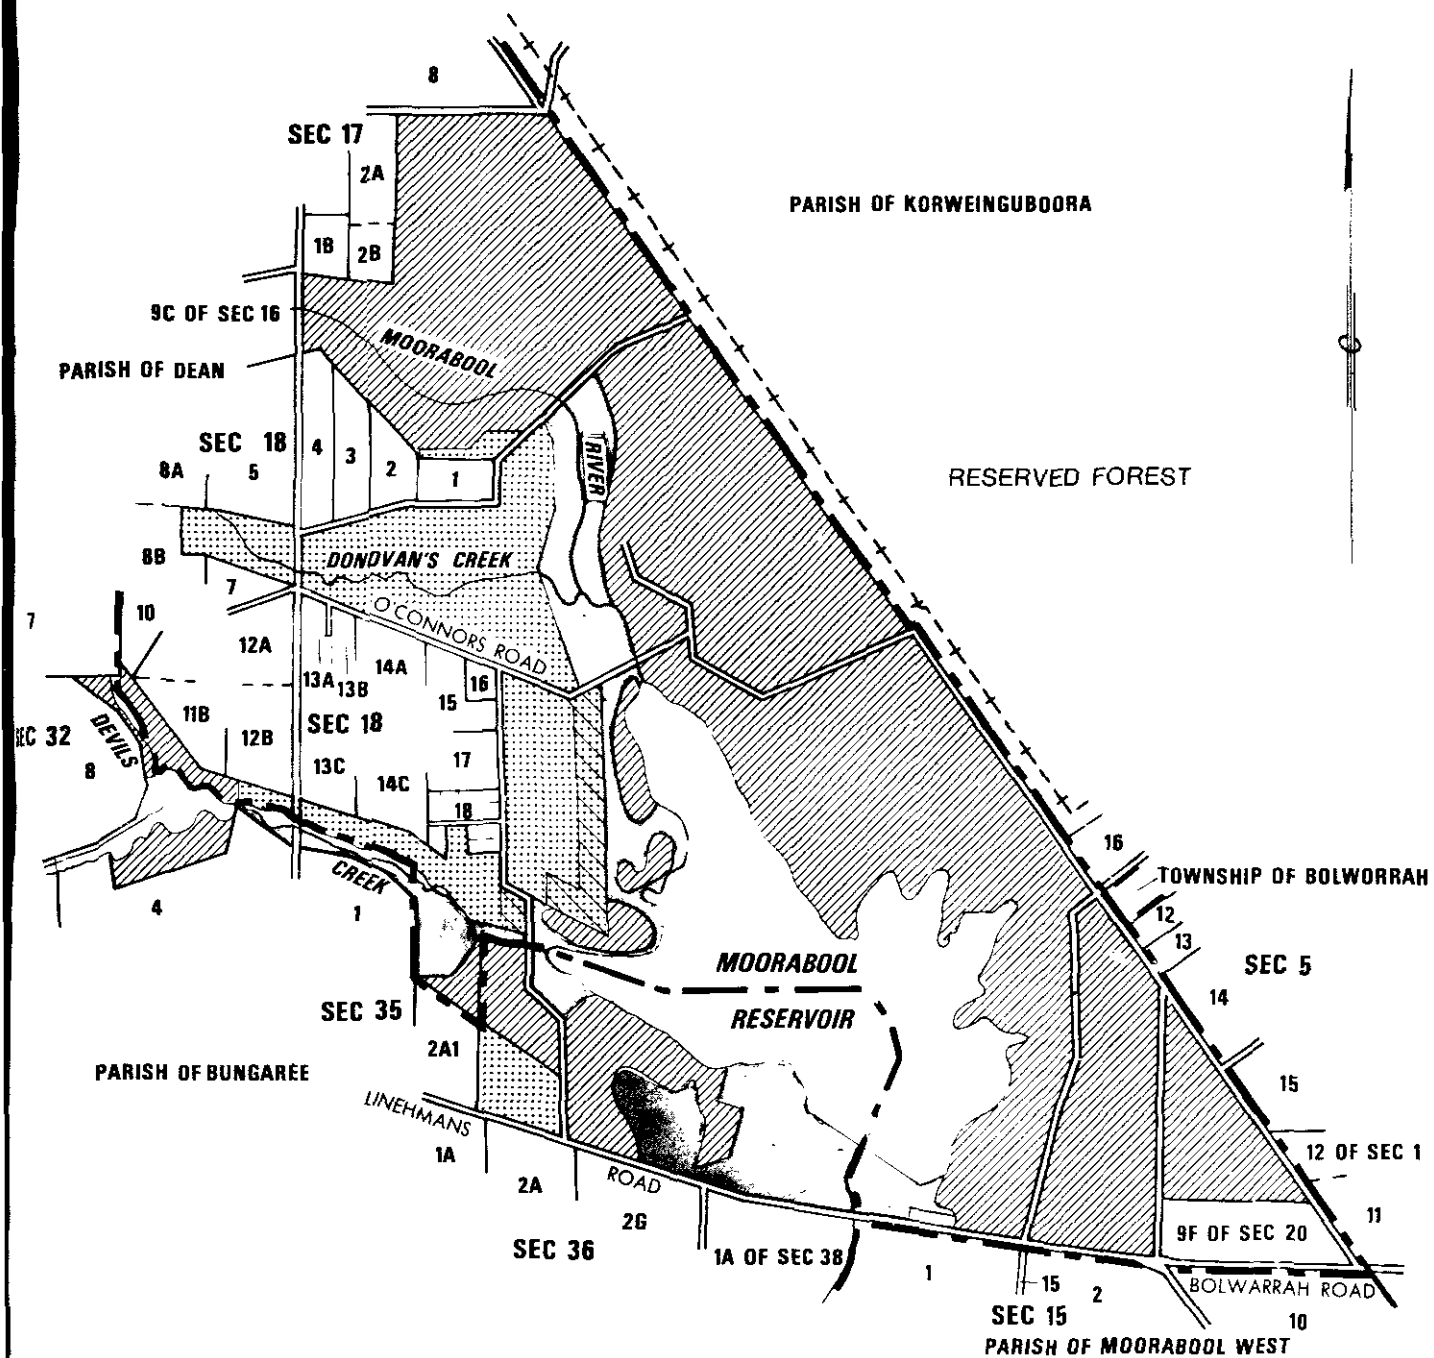 8
SEC 17
2A
1B
2B
PARISH OF KORWEINGUBOORA
9C OF SEC 16
MOORABOOL
PARISH OF DEAN
SEC 18
4
3
2
1
RIVER
8A
5
RESERVED FOREST
8B
DONDVAN'S CREEK
7
7
10
O'CONNORS ROAD
12A
14A
13A
13B
16
15
11B
SEC 18
SEC 32
DEVILS
12B
8
13C
17
14C
18
16
TOWNSHIP OF BOLWORRAH
CREEK
4
1
12
13
MOORABOOL
SEC 5
14
SEC 35
RESERVOIR
2A1
PARISH OF BUNGAREE
15
LINEHMANS
1A
12 OF SEC 1
2A
ROAD
2G
11
9F OF SEC 20
SEC 36
1A OF SEC 38
1
15
2
BOLWARRAH ROAD
SEC 15
10
PARISH OF MOORABOOL WEST